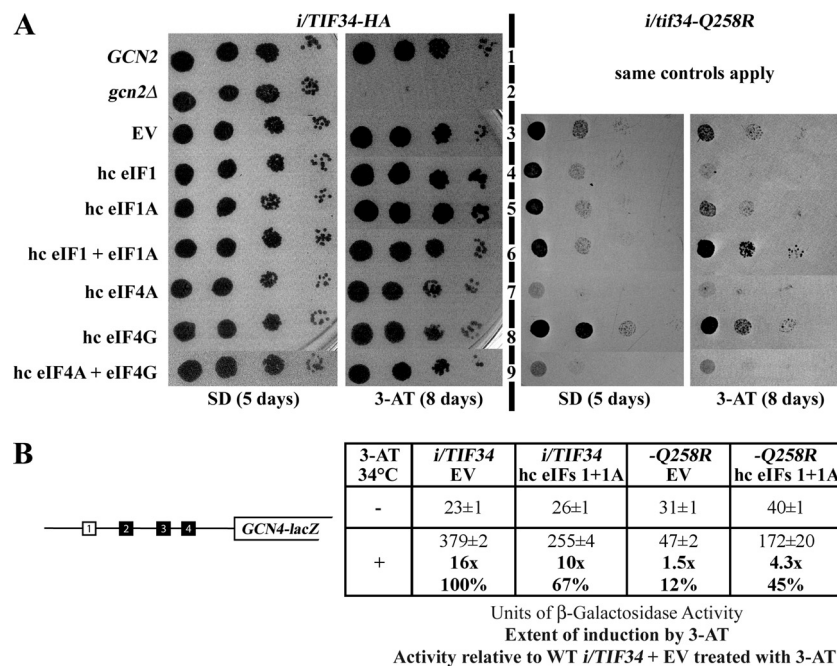 A
i/TIF34-HA
i/tif34-Q258R
GCN2
1
gcn2Δ
2
same controls apply
EV
3
hc eIF1
4
hc eIF1A
5
hc eIF1 + eIF1A
6
hc eIF4A
7
hc eIF4G
8
hc eIF4A + eIF4G
9
SD (5 days)
3-AT (8 days)
SD (5 days)
3-AT (8 days)
B
1 2 3 4 GCN4-lacZ
3-AT 34°C
i/TIF34 EV
i/TIF34 hc eIFs 1+1A
-Q258R EV
-Q258R hc eIFs 1+1A
- 23±1 26±1 31±1 40±1
+ 379±2 255±4 47±2 172±20
16x 10x 1.5x 4.3x
100% 67% 12% 45%
Units of β-Galactosidase Activity
Extent of induction by 3-AT
Activity relative to WT i/TIF34 + EV treated with 3-AT